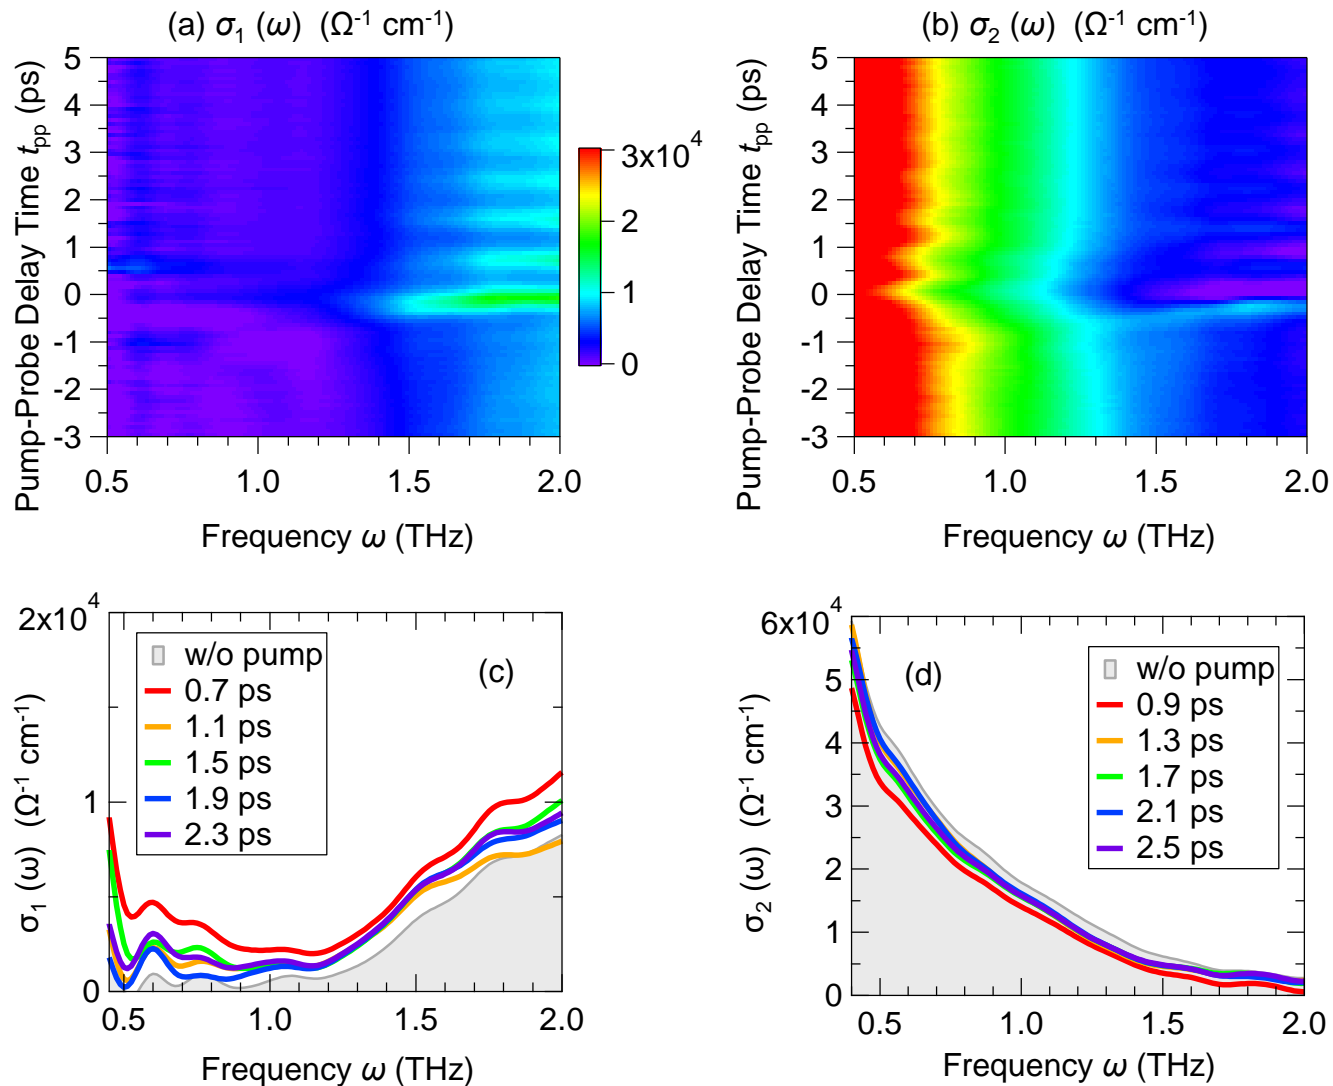 (a) σ₁ (ω) (Ω⁻¹ cm⁻¹)
5
4
3
2
1
0
-1
-2
-3
Pump-Probe Delay Time tₚₚ (ps)
0.5 1.0 1.5 2.0
Frequency ω (THz)
3x10⁴
2
1
0
(b) σ₂ (ω) (Ω⁻¹ cm⁻¹)
5
4
3
2
1
0
-1
-2
-3
Pump-Probe Delay Time tₚₚ (ps)
0.5 1.0 1.5 2.0
Frequency ω (THz)
2x10⁴
1
0
σ₁ (ω) (Ω⁻¹ cm⁻¹)
w/o pump
0.7 ps
1.1 ps
1.5 ps
1.9 ps
2.3 ps
(c)
0.5 1.0 1.5 2.0
Frequency ω (THz)
6x10⁴
5
4
3
2
1
0
σ₂ (ω) (Ω⁻¹ cm⁻¹)
(d)
w/o pump
0.9 ps
1.3 ps
1.7 ps
2.1 ps
2.5 ps
0.5 1.0 1.5 2.0
Frequency ω (THz)